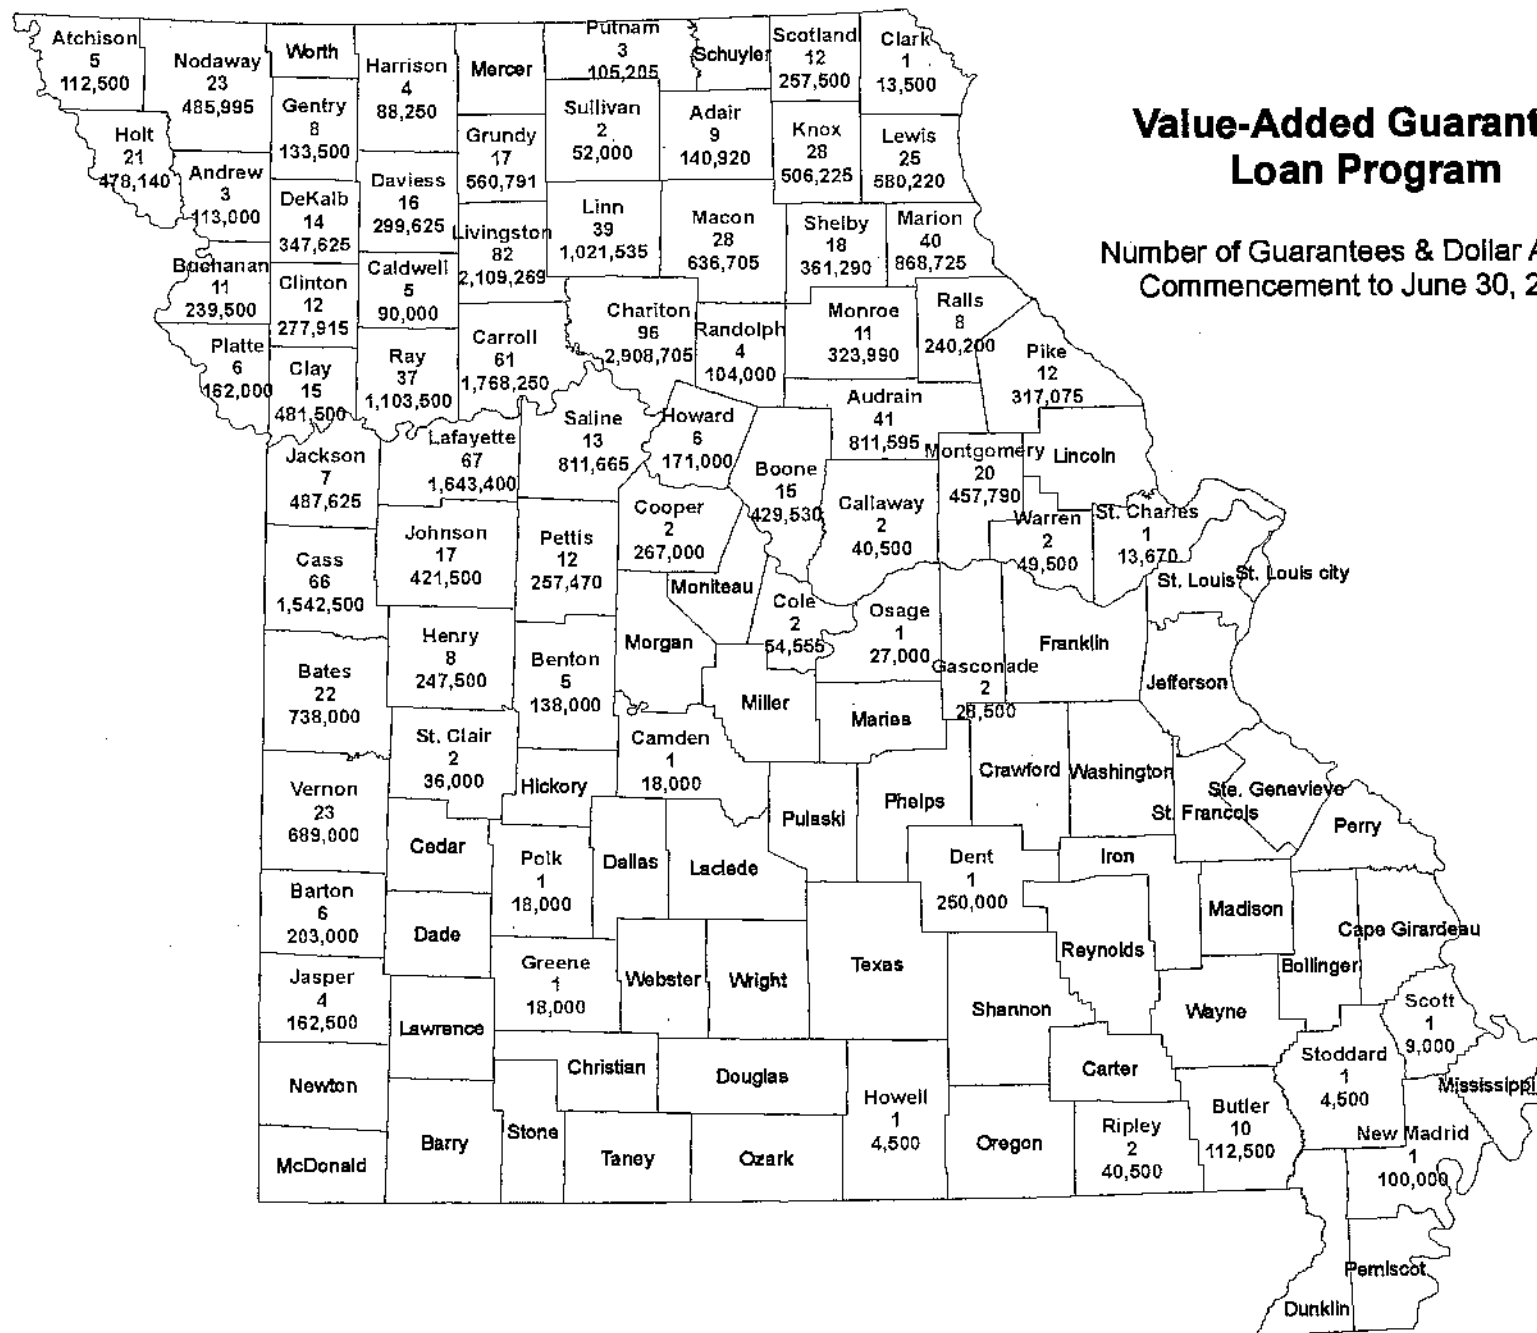 Value-Added Guarant
Loan Program
Number of Guarantees & Dollar A
Commencement to June 30, 2
Atchison
5
112,500
Nodaway
23
485,995
Worth
Harrison
4
88,250
Mercer
Putnam
3
105,205
Schuyler
Scotland
12
257,500
Clark
1
13,500
Holt
21
478,140
Gentry
8
133,500
Grundy
17
560,791
Sullivan
2
52,000
Adair
9
140,920
Knox
28
506,225
Lewis
25
580,220
Andrew
3
113,000
DeKalb
14
347,625
Daviess
16
299,625
Livingston
82
2,109,269
Linn
39
1,021,535
Macon
28
636,705
Shelby
18
361,290
Marion
40
868,725
Buchanan
11
239,500
Clinton
12
277,915
Caldwell
5
90,000
Carroll
61
1,768,250
Chariton
96
2,908,705
Randolph
4
104,000
Monroe
11
323,990
Ralls
8
240,200
Pike
12
317,075
Platte
6
162,000
Clay
15
481,500
Ray
37
1,103,500
Saline
13
811,665
Howard
6
171,000
Boone
15
429,530
Audrain
41
811,595
Montgomery
20
457,790
Lincoln
Jackson
7
487,625
Lafayette
67
1,643,400
Cooper
2
267,000
Callaway
2
40,500
Warren
2
49,500
St. Charles
1
13,670
St. Louis
St. Louis city
Cass
66
1,542,500
Johnson
17
421,500
Pettis
12
257,470
Moniteau
Cole
2
54,555
Osage
1
27,000
Gasconade
2
28,500
Franklin
Jefferson
Bates
22
738,000
Henry
8
247,500
Benton
5
138,000
Morgan
Miller
Maries
St. Clair
2
36,000
Hickory
Camden
1
18,000
Pulaski
Phelps
Crawford
Washington
St. Francois
Ste. Genevieve
Perry
Vernon
23
689,000
Cedar
Polk
1
18,000
Dallas
Laclede
Dent
1
250,000
Iron
Madison
Cape Girardeau
Bollinger
Barton
6
203,000
Dade
Greene
1
18,000
Webster
Wright
Texas
Reynolds
Shannon
Wayne
Scott
1
9,000
Jasper
4
162,500
Lawrence
Christian
Douglas
Howell
1
4,500
Carter
Stoddard
1
4,500
Mississippi
Newton
Barry
Stone
Taney
Ozark
Oregon
Ripley
2
40,500
Butler
10
112,500
New Madrid
1
100,000
McDonald
Pemiscot
Dunklin